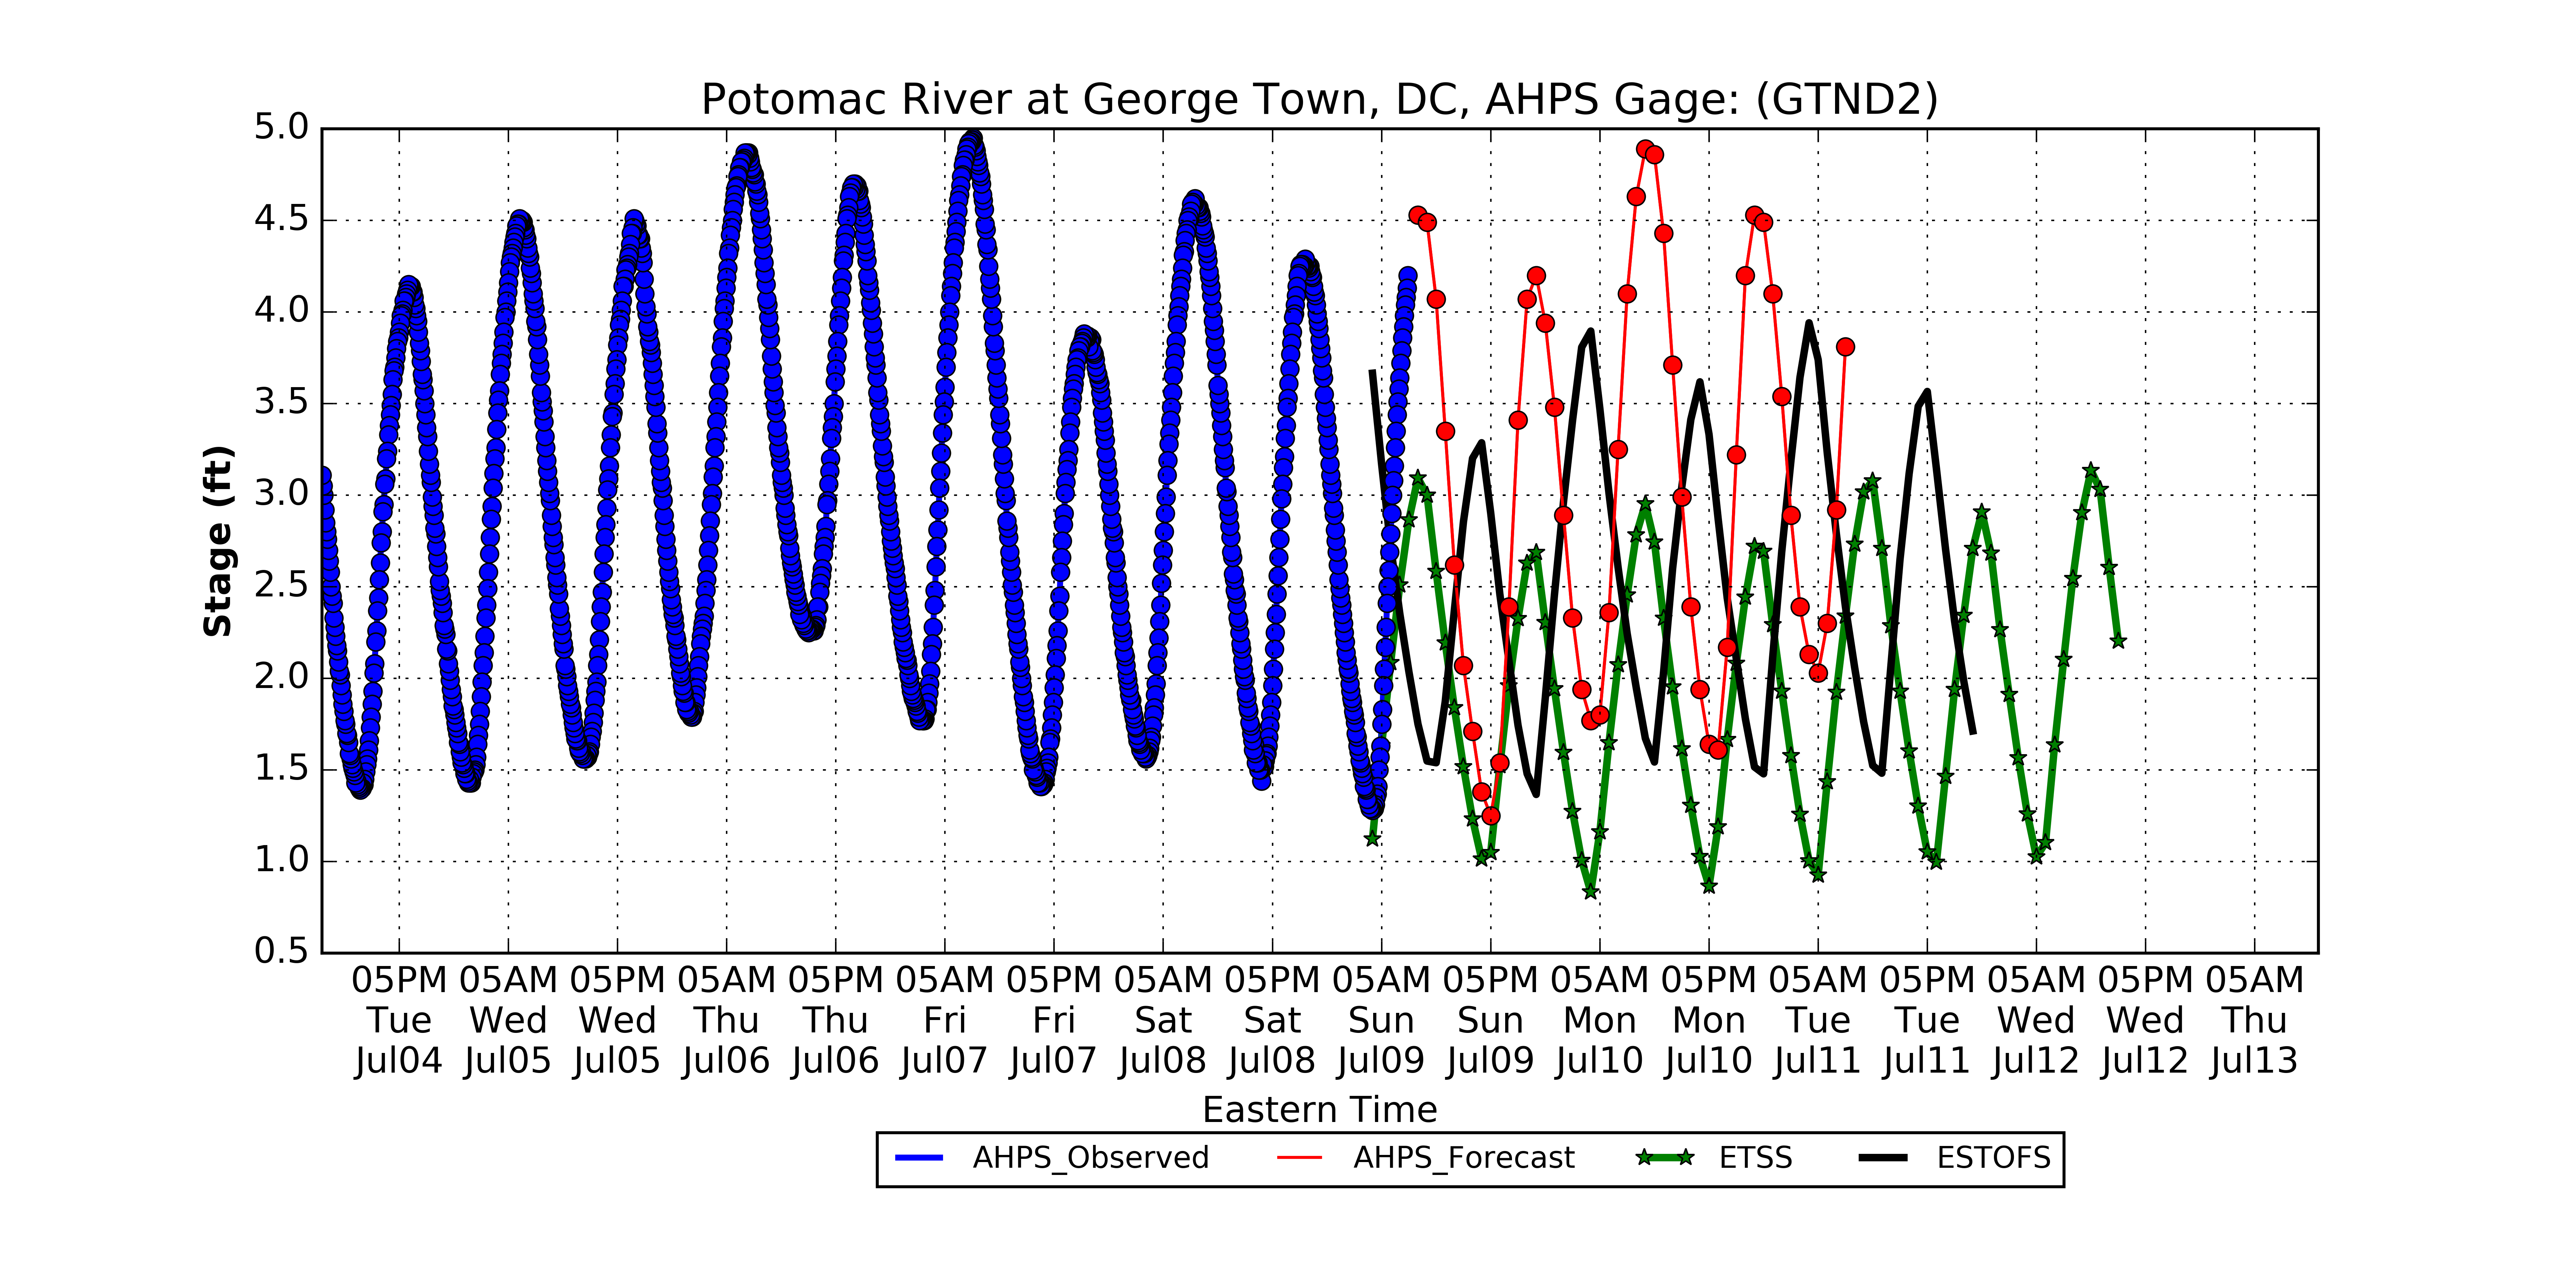 Potomac River at George Town, DC, AHPS Gage: (GTND2)
5.0
4.5
4.0
3.5
3.0
2.5
2.0
1.5
1.0
0.5
Stage (ft)
05PM 05AM 05PM 05AM 05PM 05AM 05PM 05AM 05PM 05AM 05PM 05AM 05PM 05AM 05PM 05AM 05PM 05AM
Tue Wed Wed Thu Thu Fri Fri Sat Sat Sun Sun Mon Mon Tue Tue Wed Wed Thu
Jul04 Jul05 Jul05 Jul06 Jul06 Jul07 Jul07 Jul08 Jul08 Jul09 Jul09 Jul10 Jul10 Jul11 Jul11 Jul12 Jul12 Jul13
Eastern Time
AHPS_Observed AHPS_Forecast ETSS ESTOFS